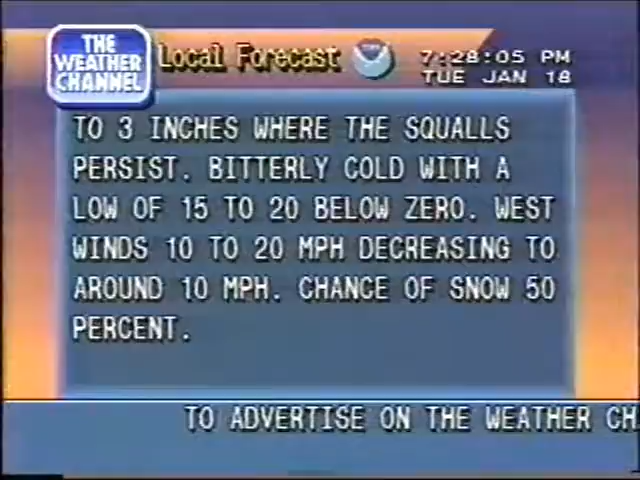 THE
WEATHER
CHANNEL
Local Forecast
7:28:05 PM
TUE JAN 18
TO 3 INCHES WHERE THE SQUALLS
PERSIST. BITTERLY COLD WITH A
LOW OF 15 TO 20 BELOW ZERO. WEST
WINDS 10 TO 20 MPH DECREASING TO
AROUND 10 MPH. CHANCE OF SNOW 50
PERCENT.
TO ADVERTISE ON THE WEATHER CH